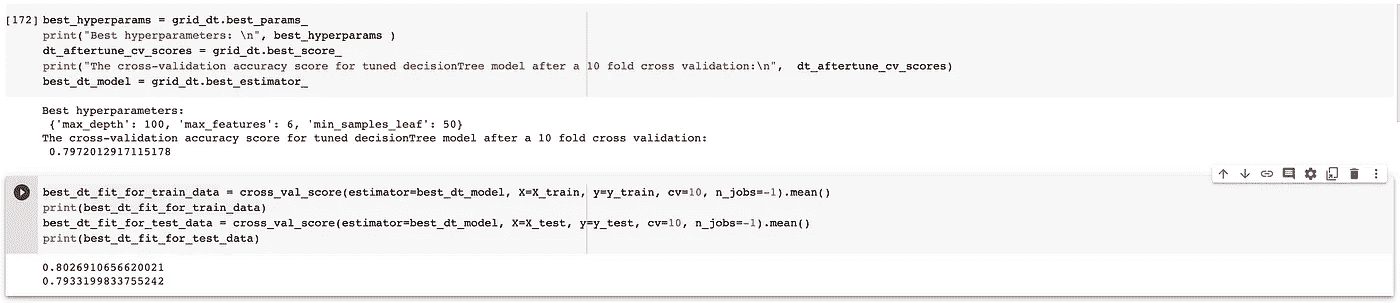 [172] best_hyperparams = grid_dt.best_params_
print("Best hyperparameters: \n", best_hyperparams )
dt_aftertune_cv_scores = grid_dt.best_score_
print("The cross-validation accuracy score for tuned decisionTree model after a 10 fold cross validation:\n",  dt_aftertune_cv_scores)
best_dt_model = grid_dt.best_estimator_
Best hyperparameters:
{'max_depth': 100, 'max_features': 6, 'min_samples_leaf': 50}
The cross-validation accuracy score for tuned decisionTree model after a 10 fold cross validation:
0.7972012917115178
best_dt_fit_for_train_data = cross_val_score(estimator=best_dt_model, X=X_train, y=y_train, cv=10, n_jobs=-1).mean()
print(best_dt_fit_for_train_data)
best_dt_fit_for_test_data = cross_val_score(estimator=best_dt_model, X=X_test, y=y_test, cv=10, n_jobs=-1).mean()
print(best_dt_fit_for_test_data)
0.8026910656620021
0.7933199833755242